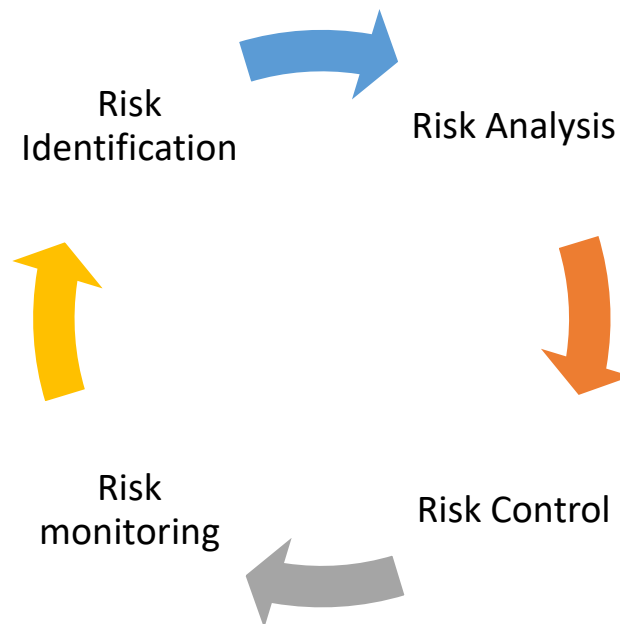 Risk
Identification
Risk Analysis
Risk Control
Risk
monitoring